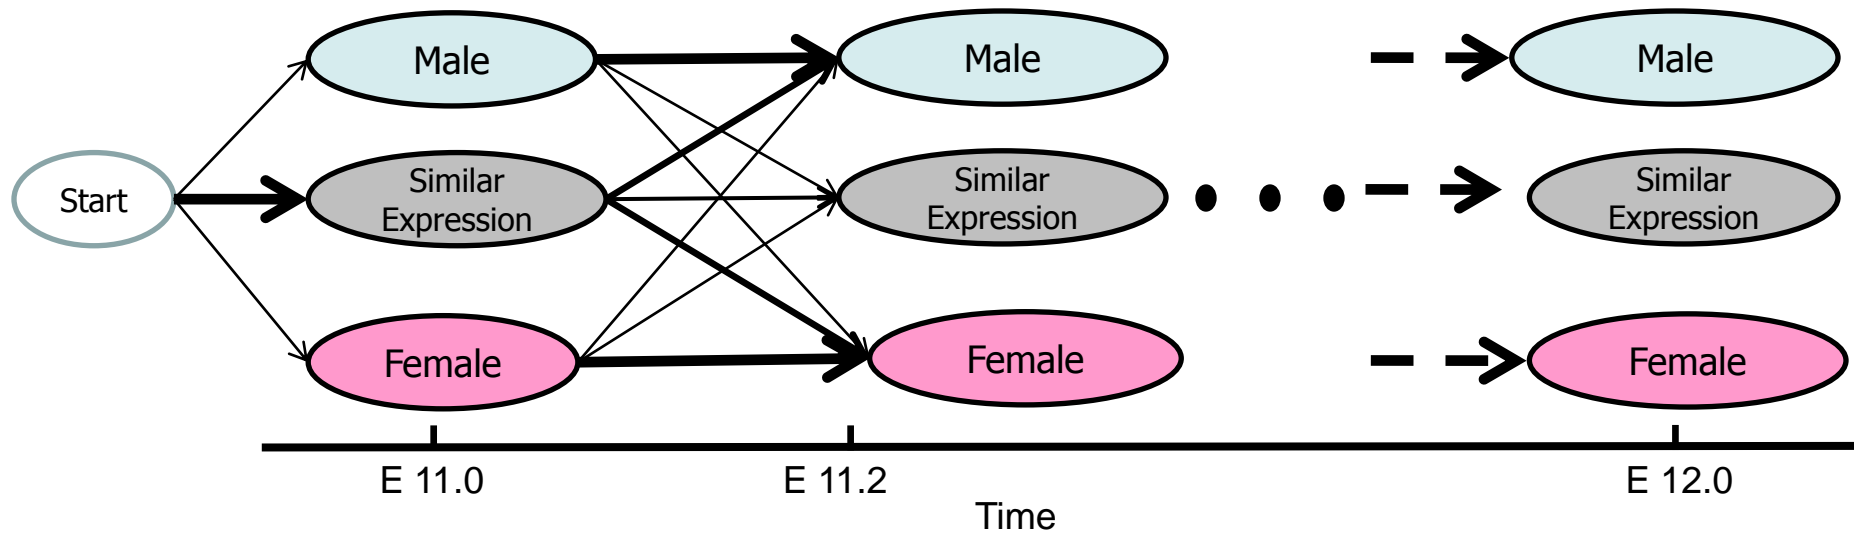 Male
Male
Male
Start
Similar
Expression
Similar
Expression
Similar
Expression
Female
Female
Female
E 11.0
E 11.2
E 12.0
Time